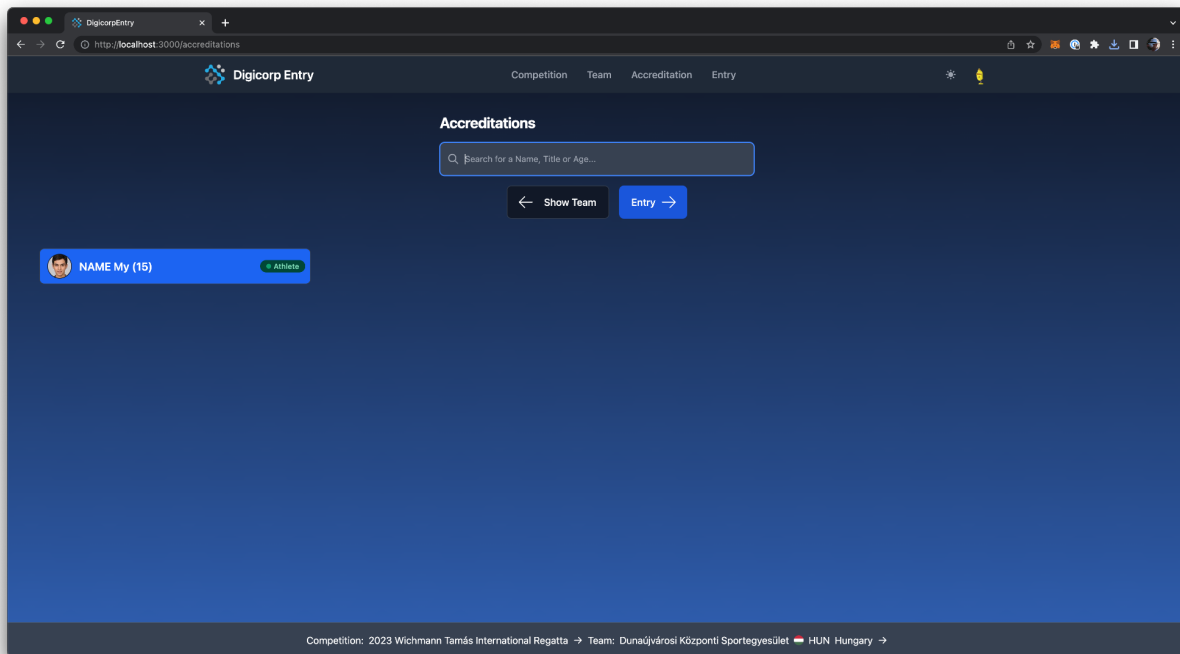 DigicorpEntry
http://localhost:3000/accreditations
Digicorp Entry
Competition Team Accreditation Entry
Accreditations
Search for a Name, Title or Age...
Show Team
Entry
NAME My (15)
Athlete
Competition: 2023 Wichmann Tamás International Regatta → Team: Dunaújvárosi Központi Sportegyesület HUN Hungary →